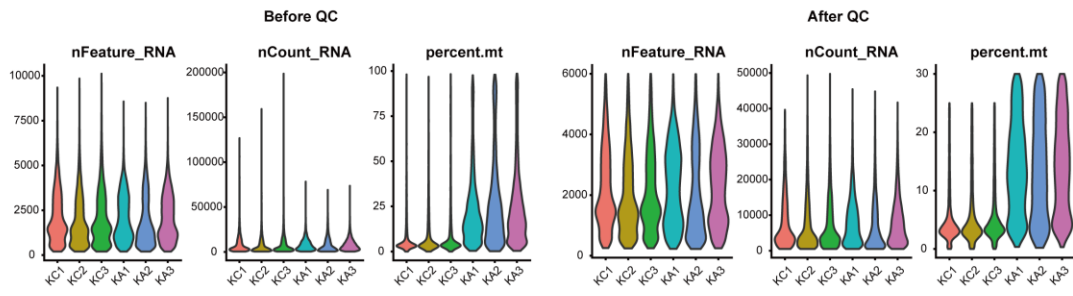 Before QC
After QC
nFeature_RNA
nCount_RNA
percent.mt
nFeature_RNA
nCount_RNA
percent.mt
10000
7500
5000
2500
0
200000
150000
100000
50000
0
100
75
50
25
0
6000
4000
2000
0
50000
40000
30000
20000
10000
0
30
20
10
0
KC1 KC2 KC3 KA1 KA2 KA3
KC1 KC2 KC3 KA1 KA2 KA3
KC1 KC2 KC3 KA1 KA2 KA3
KC1 KC2 KC3 KA1 KA2 KA3
KC1 KC2 KC3 KA1 KA2 KA3
KC1 KC2 KC3 KA1 KA2 KA3